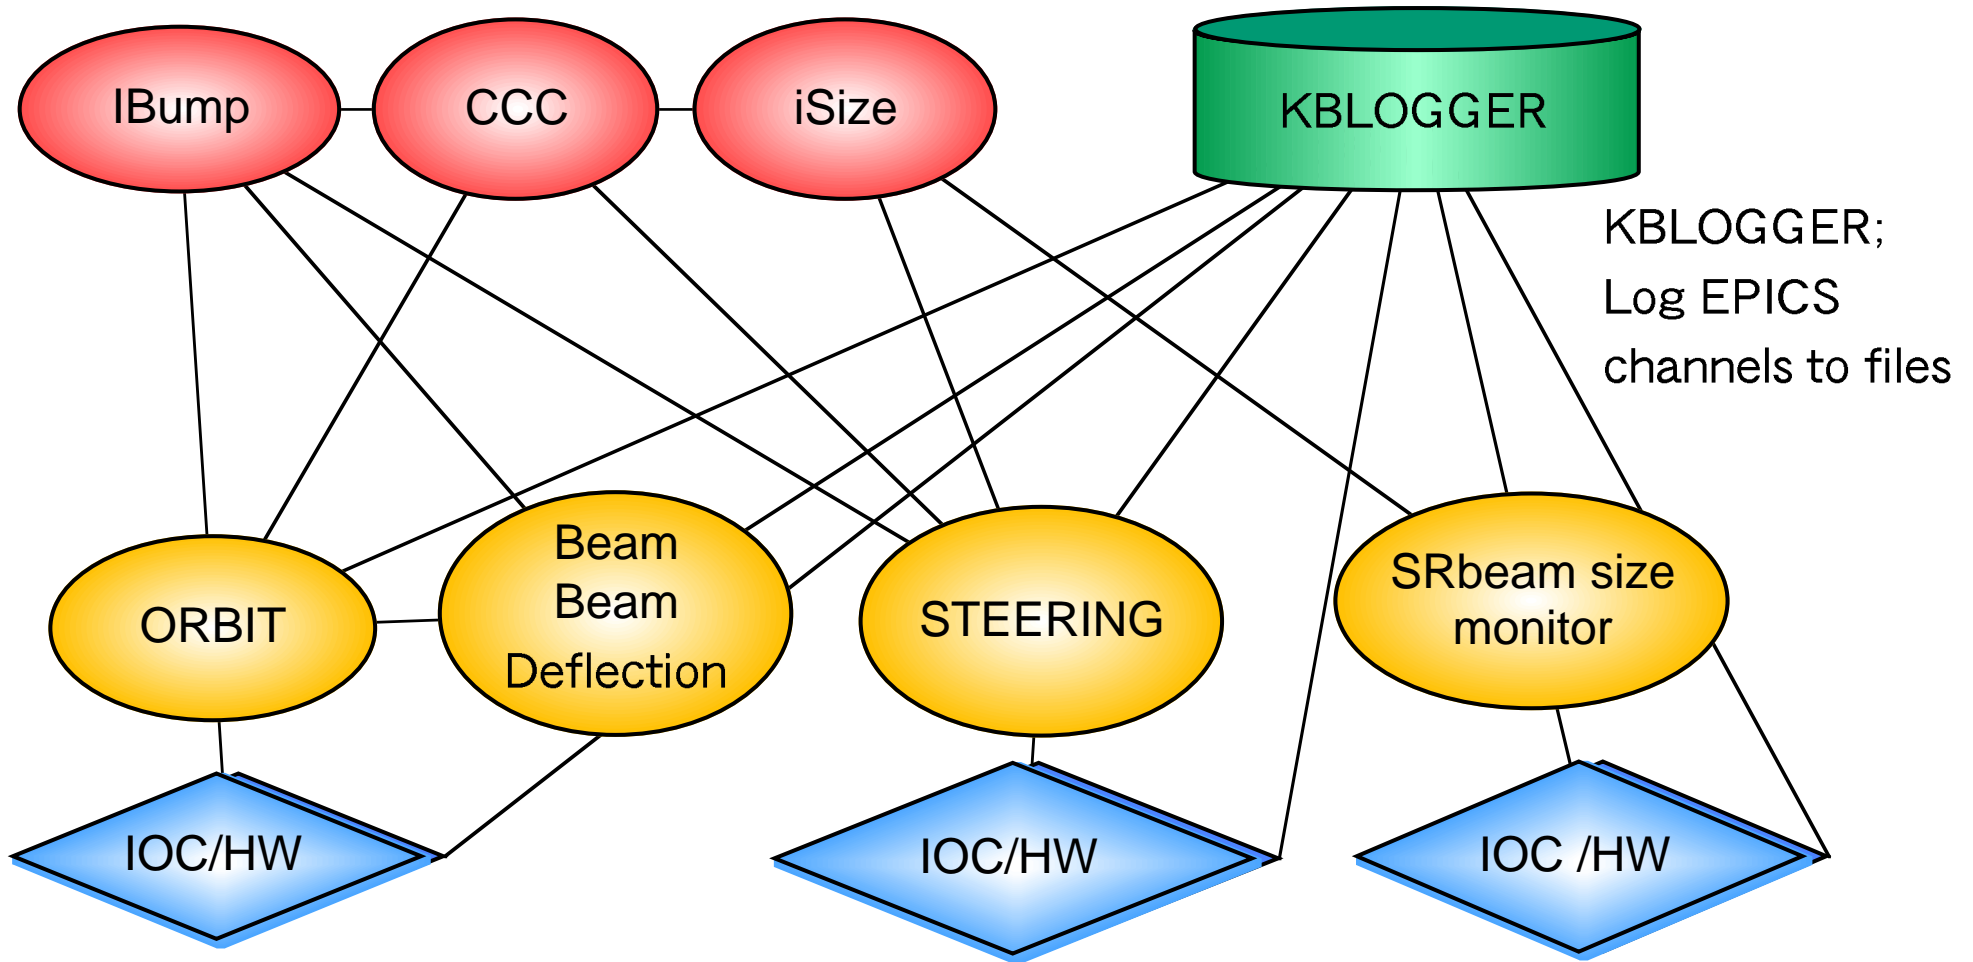 IBump
CCC
iSize
KBLOGGER
KBLOGGER;
Log EPICS
channels to files
ORBIT
Beam
Beam
Deflection
STEERING
SRbeam size
monitor
IOC/HW
IOC/HW
IOC /HW